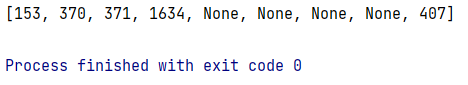 [153, 370, 371, 1634, None, None, None, None, 407]
Process finished with exit code 0